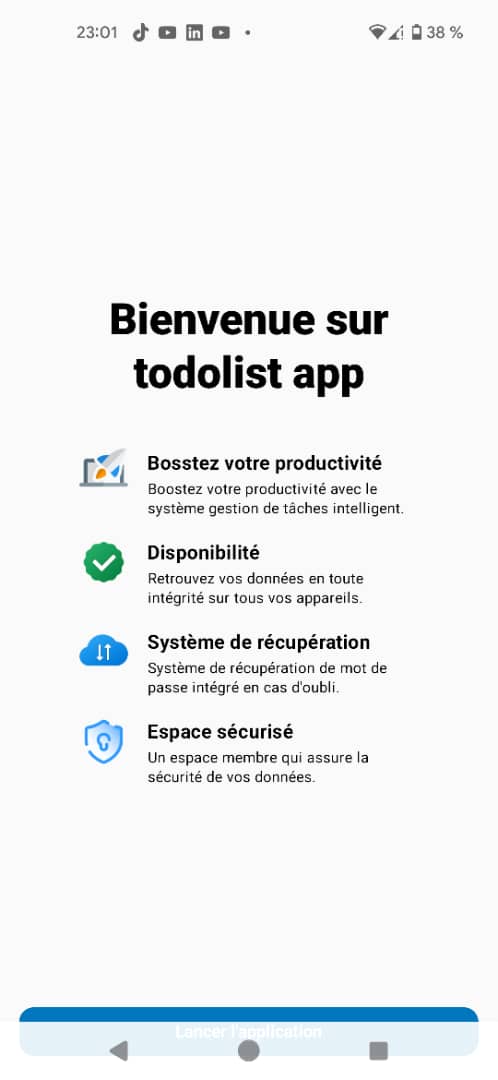 23:01
38 %
Bienvenue sur
todolist app
Bosstez votre productivité
Boostez votre productivité avec le
système gestion de tâches intelligent.
Disponibilité
Retrouvez vos données en toute
intégrité sur tous vos appareils.
Système de récupération
Système de récupération de mot de
passe intégré en cas d'oubli.
Espace sécurisé
Un espace membre qui assure la
sécurité de vos données.
Lancer l'application